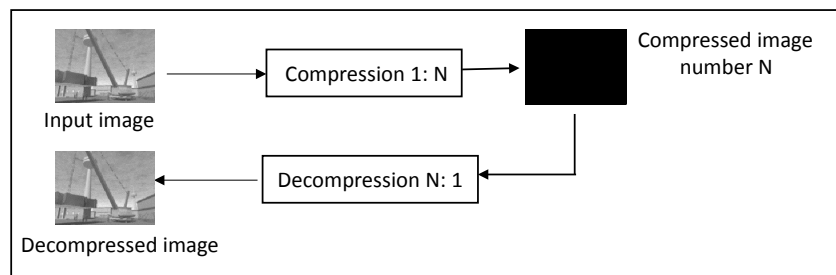 Input image
Compression 1: N
Compressed image
number N
Decompression N: 1
Decompressed image